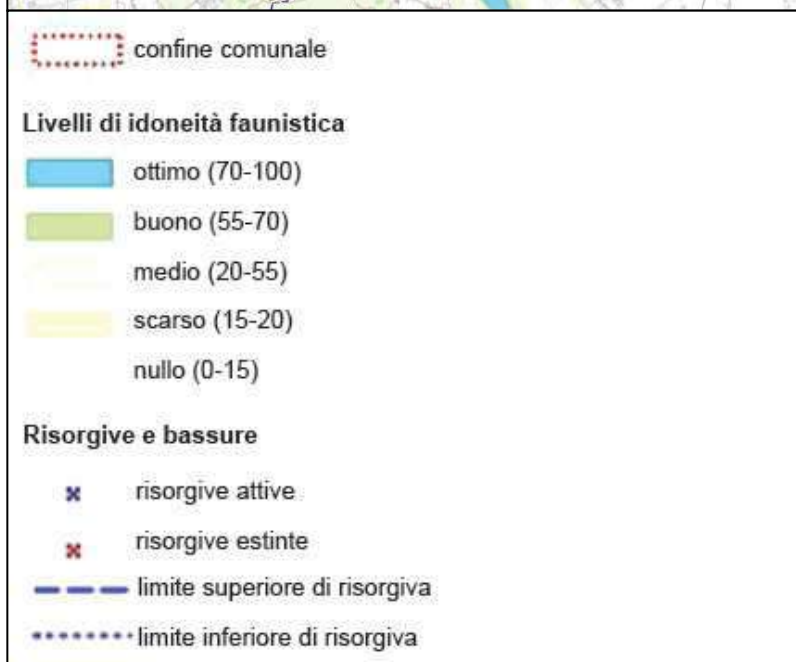 confine comunale
Livelli di idoneità faunistica
ottimo (70-100)
buono (55-70)
medio (20-55)
scarso (15-20)
nullo (0-15)
Risorgive e bassure
risorgive attive
risorgive estinte
limite superiore di risorgiva
limite inferiore di risorgiva